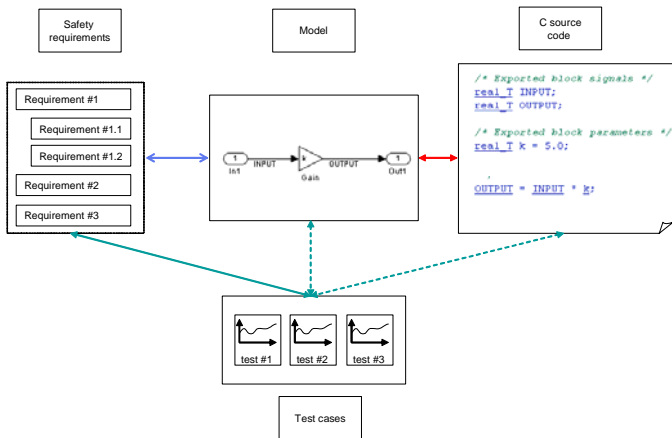 Safety
requirements
Model
C source
code
Requirement #1
Requirement #1.1
Requirement #1.2
Requirement #2
Requirement #3
1
In1
INPUT
k
Gain
OUTPUT
1
Out1
/* Exported block signals */
real_T INPUT;
real_T OUTPUT;
/* Exported block parameters */
real_T k = 5.0;
OUTPUT = INPUT * k;
test #1
test #2
test #3
Test cases